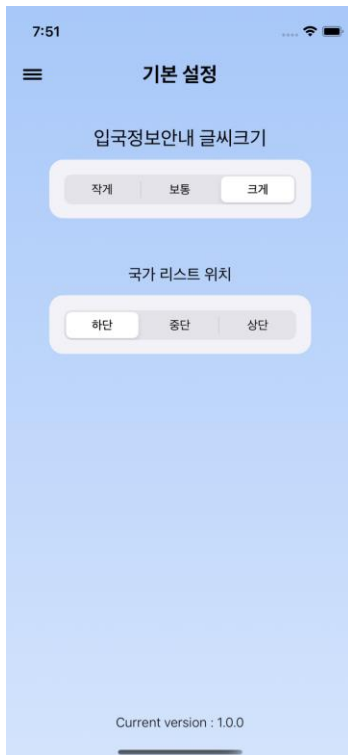 7:51
기본 설정
입국정보안내 글씨크기
작게 보통 크게
국가 리스트 위치
하단 중단 상단
Current version : 1.0.0